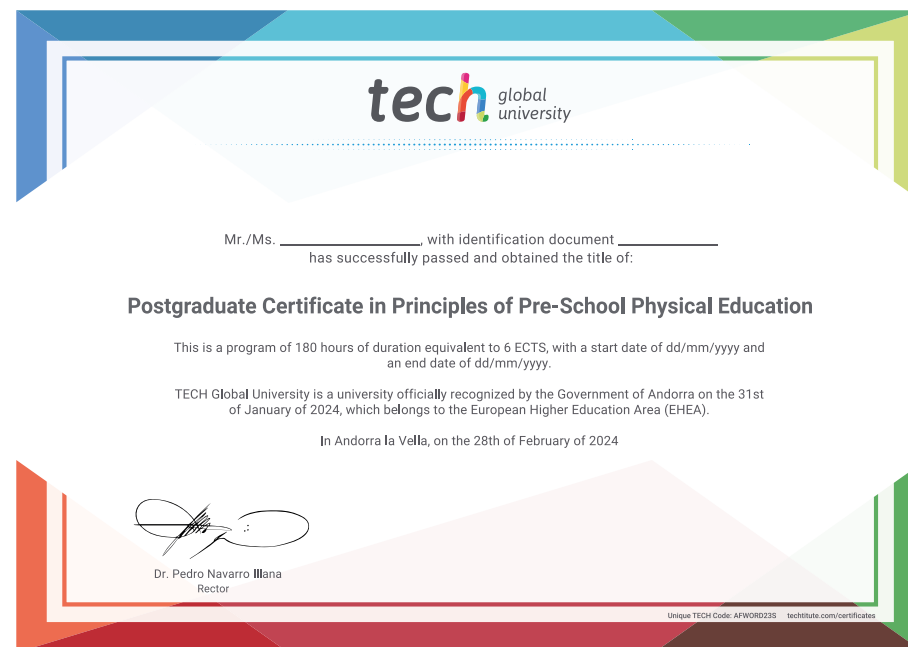 tech global university
Mr./Ms. ____________, with identification document ____________
has successfully passed and obtained the title of:
Postgraduate Certificate in Principles of Pre-School Physical Education
This is a program of 180 hours of duration equivalent to 6 ECTS, with a start date of dd/mm/yyyy and
an end date of dd/mm/yyyy.
TECH Global University is a university officially recognized by the Government of Andorra on the 31st
of January of 2024, which belongs to the European Higher Education Area (EHEA).
In Andorra la Vella, on the 28th of February of 2024
Dr. Pedro Navarro Illana
Rector
Unique TECH Code: AFWORD23S techtitute.com/certificates